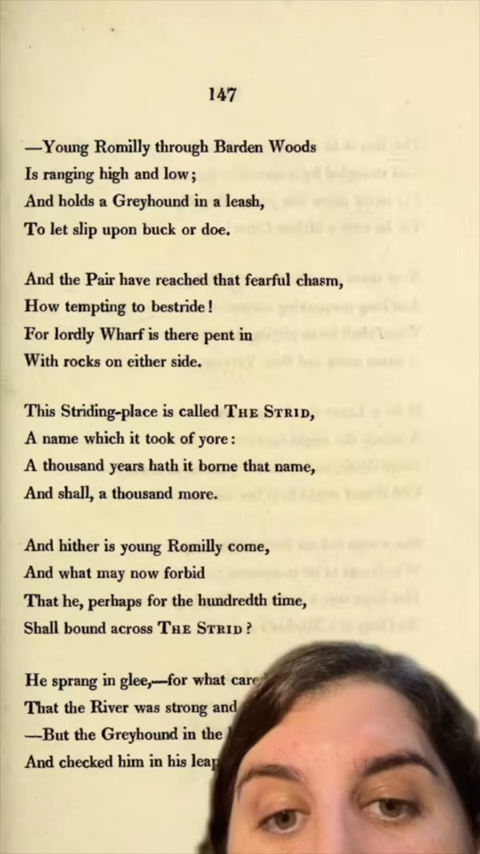 147
—Young Romilly through Barden Woods
Is ranging high and low;
And holds a Greyhound in a leash,
To let slip upon buck or doe.
And the Pair have reached that fearful chasm,
How tempting to bestride!
For lordly Wharf is there pent in
With rocks on either side.
This Striding-place is called THE STRID,
A name which it took of yore:
A thousand years hath it borne that name,
And shall, a thousand more.
And hither is young Romilly come,
And what may now forbid
That he, perhaps for the hundredth time,
Shall bound across THE STRID?
He sprang in glee,—for what
That the River was strong and
—But the Greyhound in the
And checked him in his